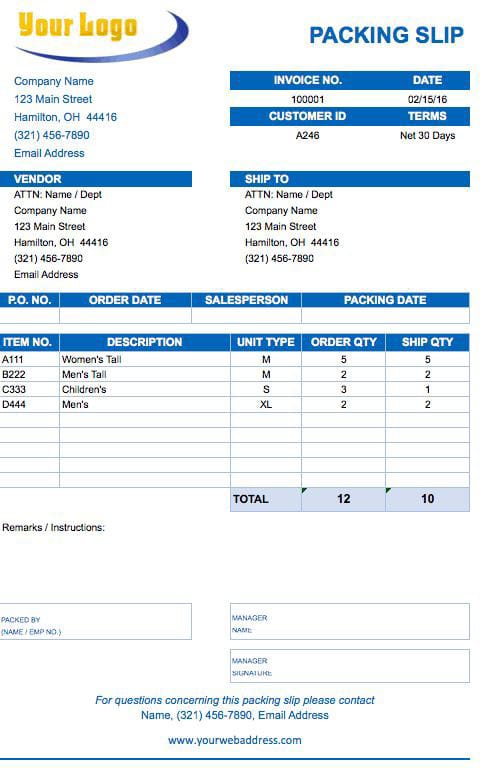 Your Logo
PACKING SLIP
Company Name
123 Main Street
Hamilton, OH 44416
(321) 456-7890
Email Address
INVOICE NO. DATE
100001 02/15/16
CUSTOMER ID TERMS
A246 Net 30 Days
VENDOR
ATTN: Name / Dept
Company Name
123 Main Street
Hamilton, OH 44416
(321) 456-7890
Email Address
SHIP TO
ATTN: Name / Dept
Company Name
123 Main Street
Hamilton, OH 44416
(321) 456-7890
P.O. NO. ORDER DATE SALESPERSON PACKING DATE
ITEM NO. DESCRIPTION UNIT TYPE ORDER QTY SHIP QTY
A111 Women's Tall M 5 5
B222 Men's Tall M 2 2
C333 Children's S 3 1
D444 Men's XL 2 2
TOTAL 12 10
Remarks / Instructions:
PACKED BY
(NAME / EMP NO.)
MANAGER
NAME
MANAGER
SIGNATURE
For questions concerning this packing slip please contact
Name, (321) 456-7890, Email Address
www.yourwebaddress.com